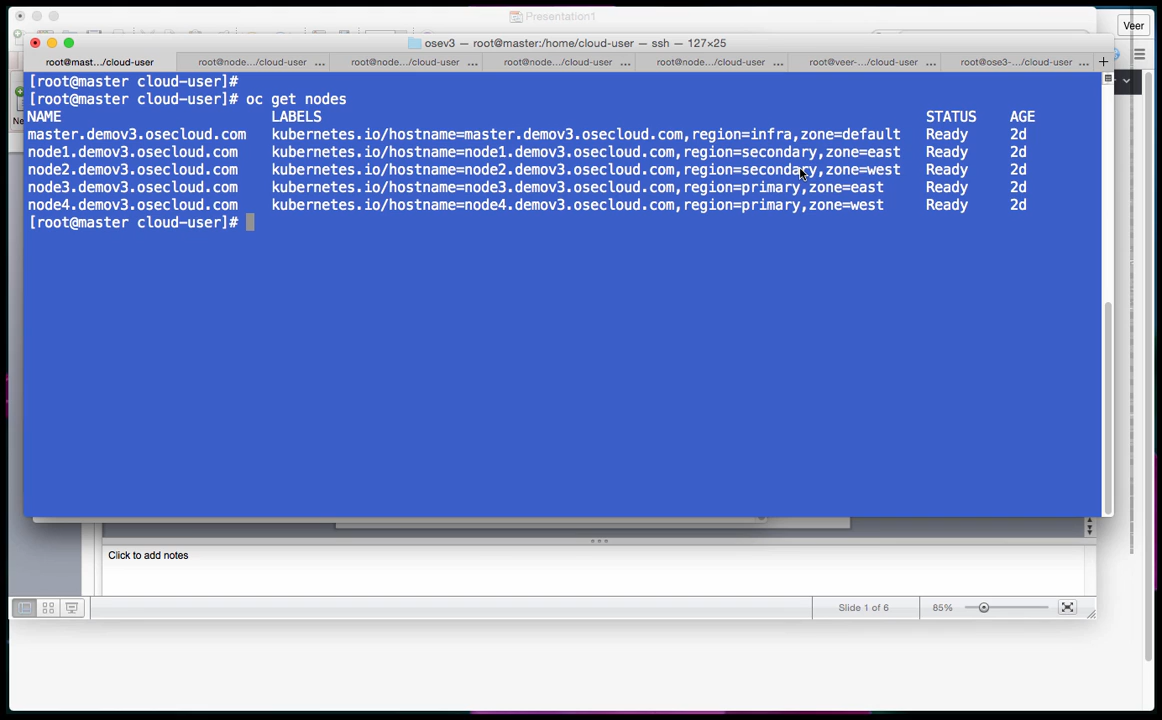 Presentation1
Veer
osev3 — root@master:/home/cloud-user — ssh — 127×25
root@mast.../cloud-user root@node.../cloud-user ... root@node.../cloud-user ... root@node.../cloud-user ... root@node.../cloud-user ... root@veer-.../cloud-user ... root@ose3-.../cloud-user ... +
[root@master cloud-user]#
[root@master cloud-user]# oc get nodes
NAME LABELS STATUS AGE
master.demov3.osecloud.com kubernetes.io/hostname=master.demov3.osecloud.com,region=infra,zone=default Ready 2d
node1.demov3.osecloud.com kubernetes.io/hostname=node1.demov3.osecloud.com,region=secondary,zone=east Ready 2d
node2.demov3.osecloud.com kubernetes.io/hostname=node2.demov3.osecloud.com,region=secondary,zone=west Ready 2d
node3.demov3.osecloud.com kubernetes.io/hostname=node3.demov3.osecloud.com,region=primary,zone=east Ready 2d
node4.demov3.osecloud.com kubernetes.io/hostname=node4.demov3.osecloud.com,region=primary,zone=west Ready 2d
[root@master cloud-user]#
Click to add notes
Slide 1 of 6 85%